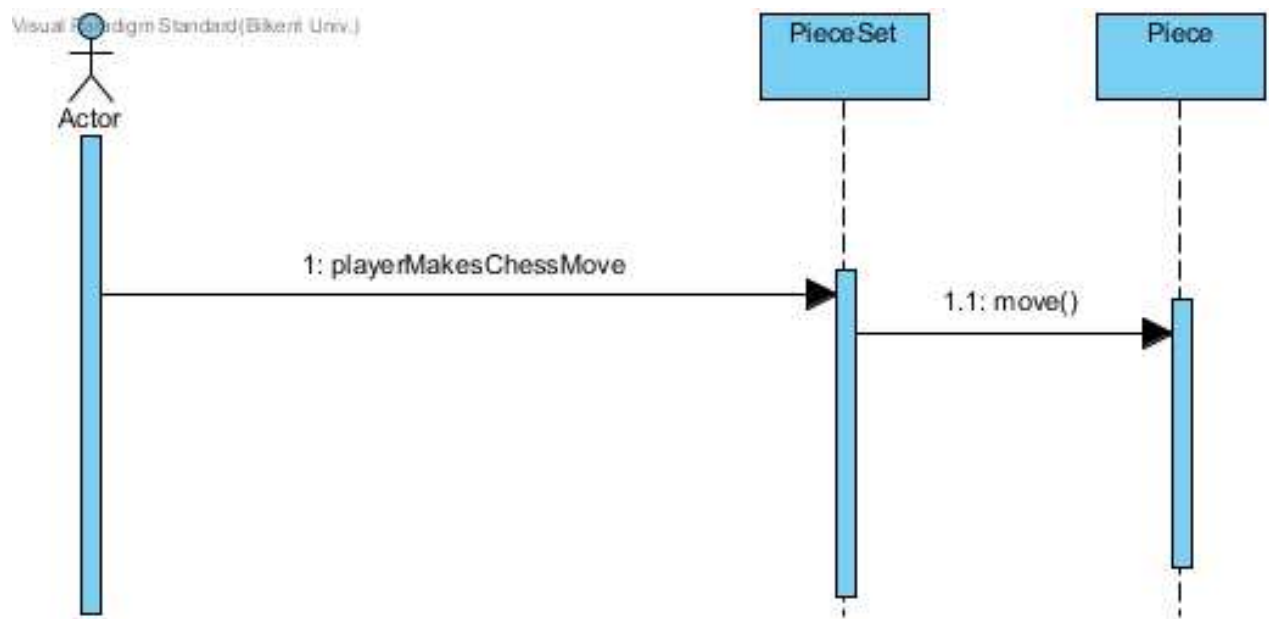 Visual Paradigm Standard(Bilkent Univ.)
PieceSet
Piece
Actor
1: playerMakesChessMove
1.1: move()